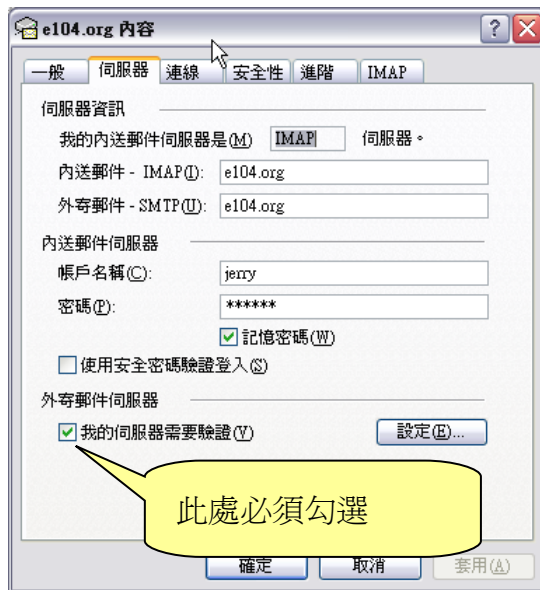 e104.org 內容
一般 伺服器 連線 安全性 進階 IMAP
伺服器資訊
我的內送郵件伺服器是(M) IMAP 伺服器。
內送郵件 - IMAP(I): e104.org
外寄郵件 - SMTP(U): e104.org
內送郵件伺服器
帳戶名稱(C): jerry
密碼(P): ******
記憶密碼(W)
使用安全密碼驗證登入(S)
外寄郵件伺服器
我的伺服器需要驗證(V) 設定(E)...
此處必須勾選
確定 取消 套用(A)